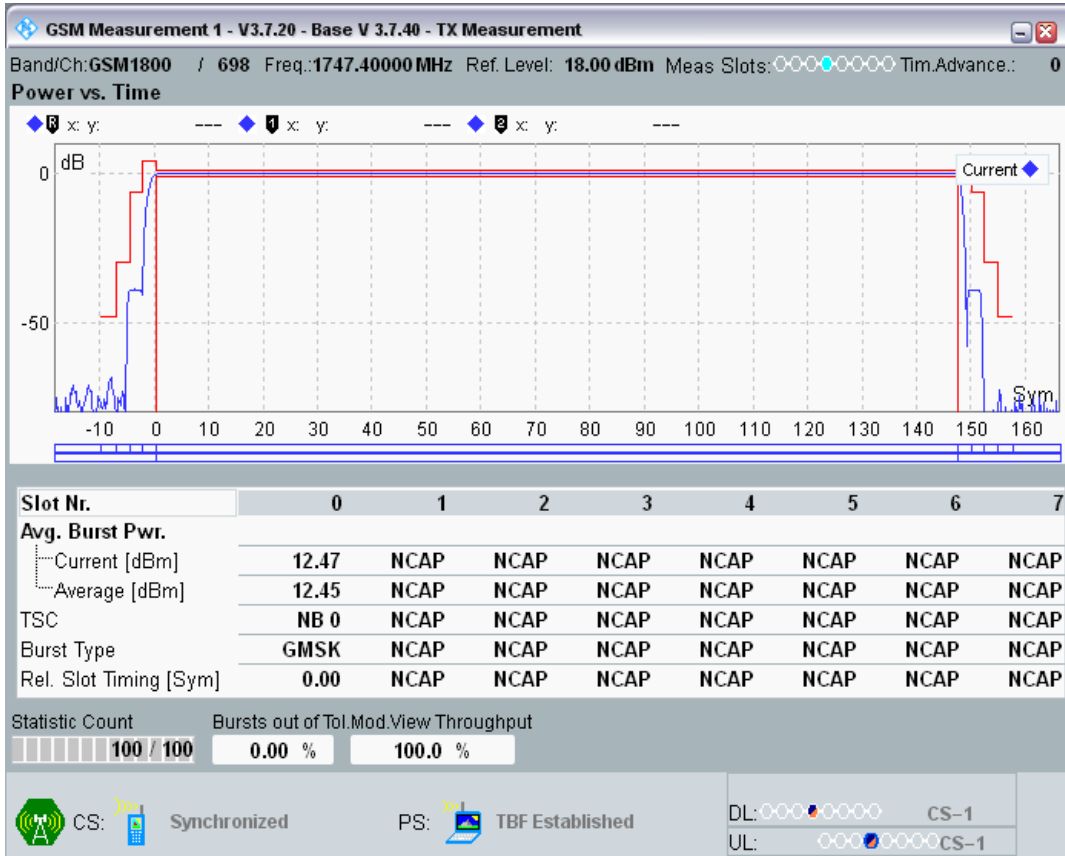 GSM Measurement 1 - V3.7.20 - Base V 3.7.40 - TX Measurement
Band/Ch:GSM1800 / 698 Freq.:1747.40000 MHz Ref. Level: 18.00 dBm Meas Slots: Tim.Advance.: 0
Power vs. Time
R x: y: --- 1 x: y: --- 2 x: y: ---
dB
Current
0
-50
Sym
-10 0 10 20 30 40 50 60 70 80 90 100 110 120 130 140 150 160
Slot Nr. 0 1 2 3 4 5 6 7
Avg. Burst Pwr.
Current [dBm] 12.47 NCAP NCAP NCAP NCAP NCAP NCAP NCAP
Average [dBm] 12.45 NCAP NCAP NCAP NCAP NCAP NCAP NCAP
TSC NB 0 NCAP NCAP NCAP NCAP NCAP NCAP NCAP
Burst Type GMSK NCAP NCAP NCAP NCAP NCAP NCAP NCAP
Rel. Slot Timing [Sym] 0.00 NCAP NCAP NCAP NCAP NCAP NCAP NCAP
Statistic Count Bursts out of Tol. Mod.View Throughput
100 / 100 0.00 % 100.0 %
CS: Synchronized PS: TBF Established
DL: CS-1
UL: CS-1